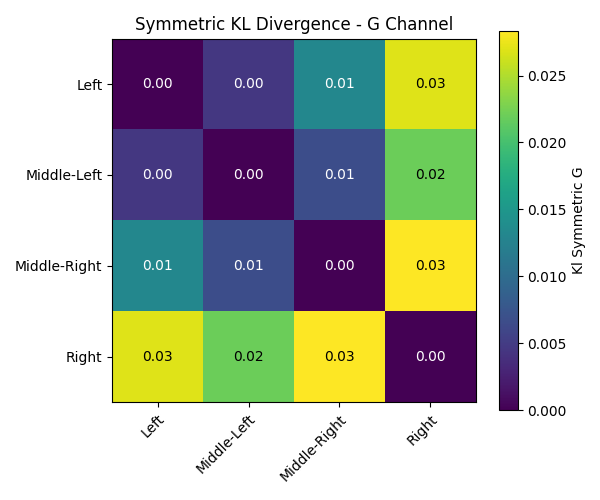 Symmetric KL Divergence - G Channel
Left 0.00 0.00 0.01 0.03
Middle-Left 0.00 0.00 0.01 0.02
Middle-Right 0.01 0.01 0.00 0.03
Right 0.03 0.02 0.03 0.00
Left Middle-Left Middle-Right Right
0.025
0.020
0.015
0.010
0.005
0.000
Kl Symmetric G